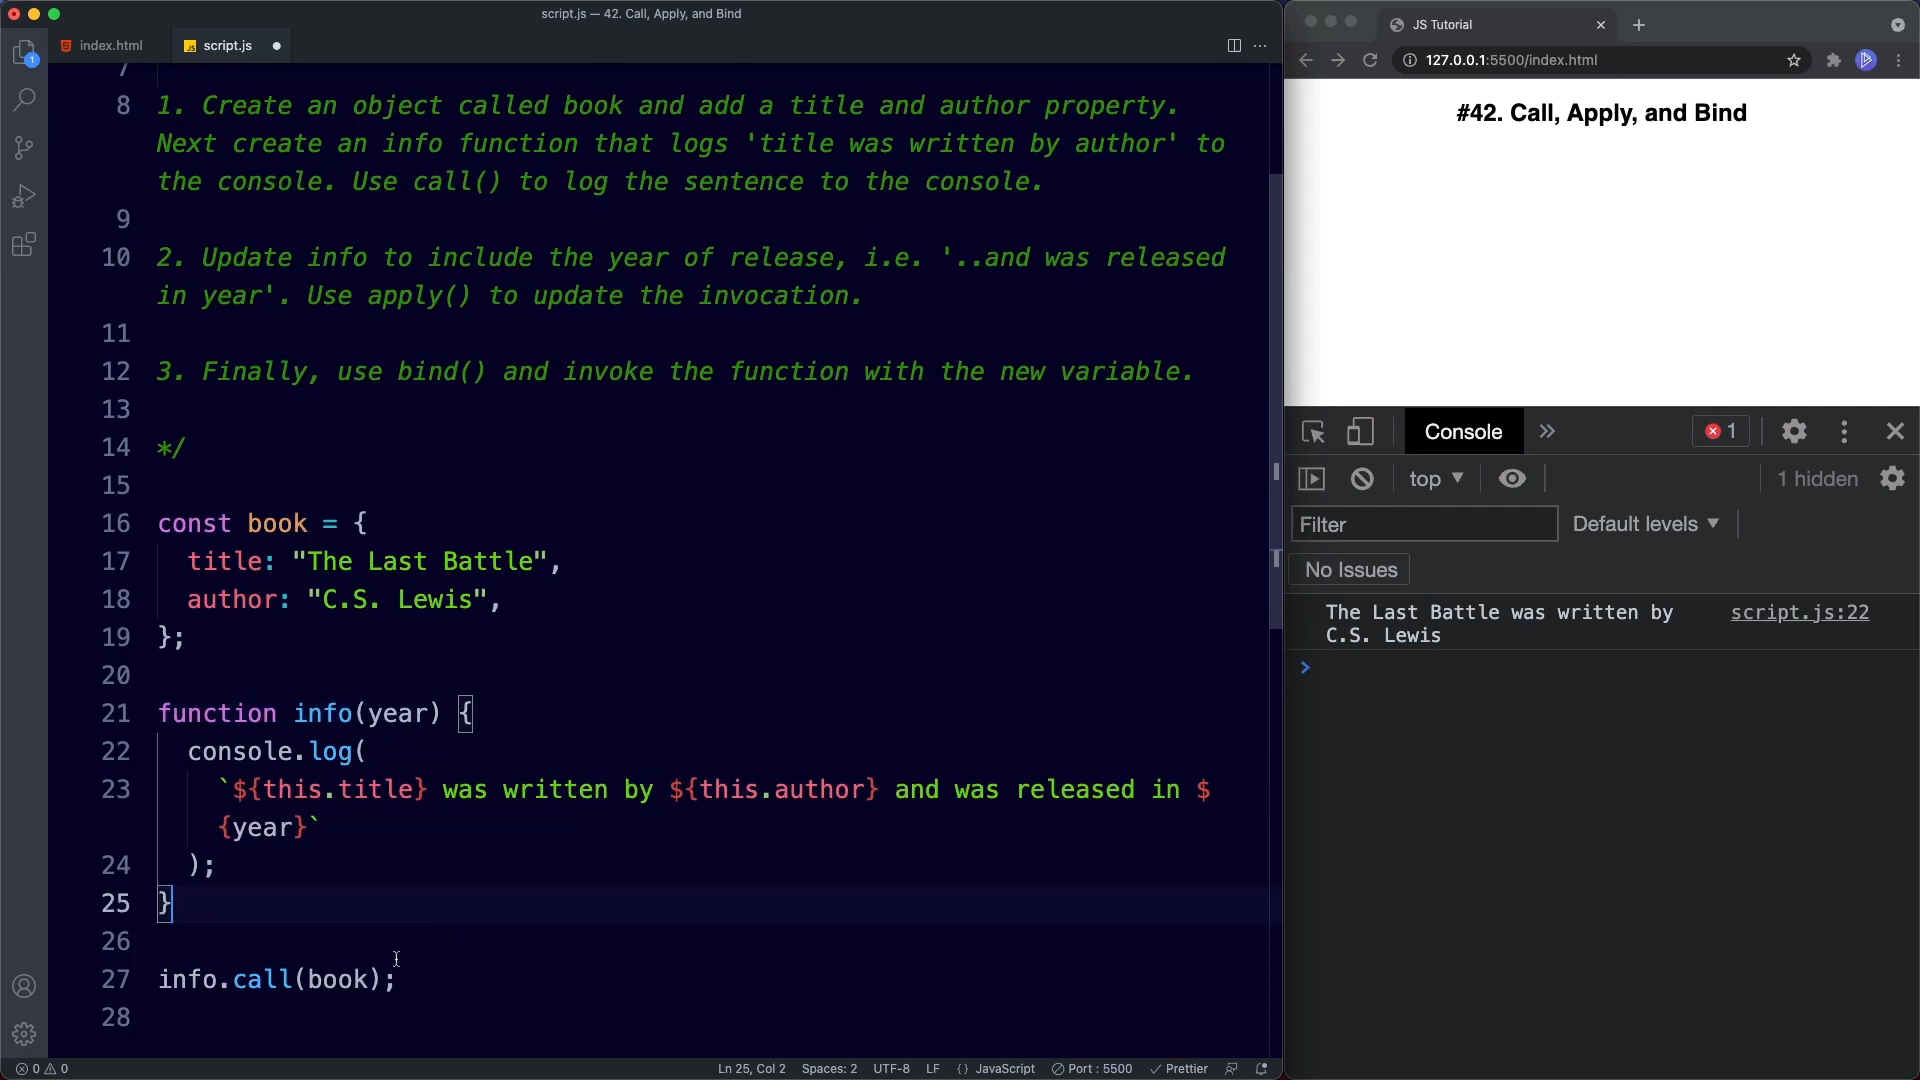 script.js — 42. Call, Apply, and Bind
index.html
script.js
1
7
8 1. Create an object called book and add a title and author property.
Next create an info function that logs 'title was written by author' to
the console. Use call() to log the sentence to the console.
9
10 2. Update info to include the year of release, i.e. '..and was released
in year'. Use apply() to update the invocation.
11
12 3. Finally, use bind() and invoke the function with the new variable.
13
14 */
15
16 const book = {
17 title: "The Last Battle",
18 author: "C.S. Lewis",
19 };
20
21 function info(year) {
22 console.log(
23 `${this.title} was written by ${this.author} and was released in $
{year}`
24 );
25 }
26
27 info.call(book);
28
0 0
Ln 25, Col 2 Spaces: 2 UTF-8 LF {} JavaScript Port : 5500 Prettier
JS Tutorial
127.0.0.1:5500/index.html
#42. Call, Apply, and Bind
Console 1
top 1 hidden
Filter Default levels
No Issues
The Last Battle was written by script.js:22
C.S. Lewis